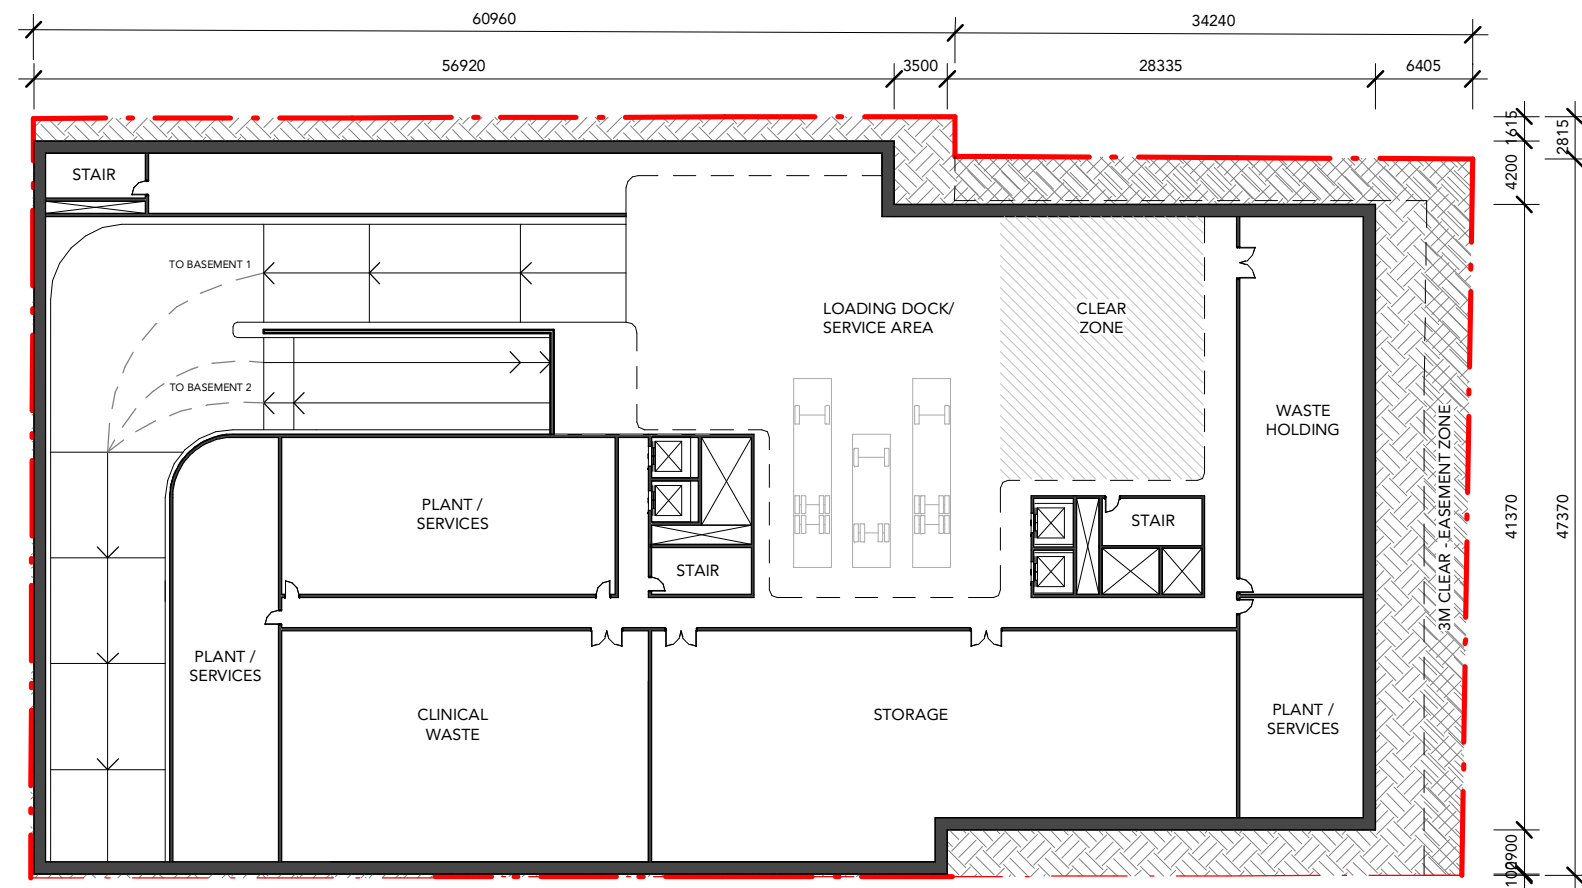 60960
34240
56920
3500
28335
6405
1615
2815
4200
STAIR
TO BASEMENT 1
LOADING DOCK/
SERVICE AREA
CLEAR
ZONE
TO BASEMENT 2
WASTE
HOLDING
3M CLEAR - EASEMENT ZONE
PLANT /
SERVICES
STAIR
STAIR
41370
47370
PLANT /
SERVICES
CLINICAL
WASTE
STORAGE
PLANT /
SERVICES